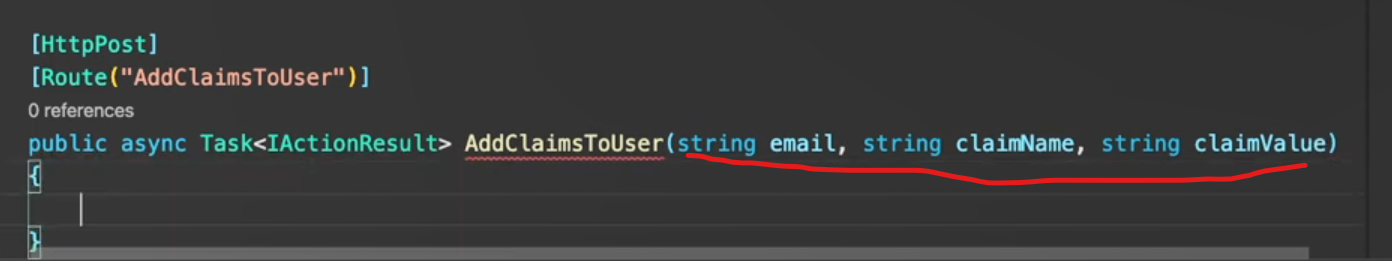 [HttpPost]
[Route("AddClaimsToUser")]
0 references
public async Task<IActionResult> AddClaimsToUser(string email, string claimName, string claimValue)
{
}